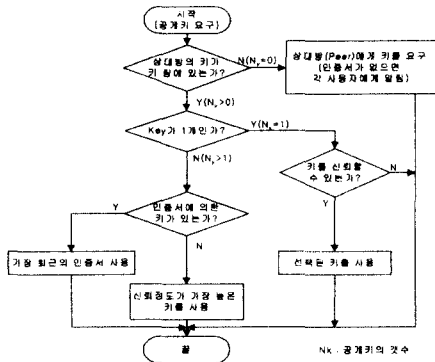 시작
(공개키 요구)
상대방의 키가
키 링에 있는가?
N(Nk=0)
상대방(Peer)에게 키를 요구
(인증서가 없으면
각 사용자에게 알림)
Y(Nk>0)
Key가 1개인가?
Y(Nk=1)
N(Nk>1)
키를 신뢰할
수 있는가?
N
인증서에 의한
키가 있는가?
Y
N
Y
가장 최근의 인증서 사용
선택된 키를 사용
신뢰정도가 가장 높은
키를 사용
끝
Nk : 공개키의 갯수